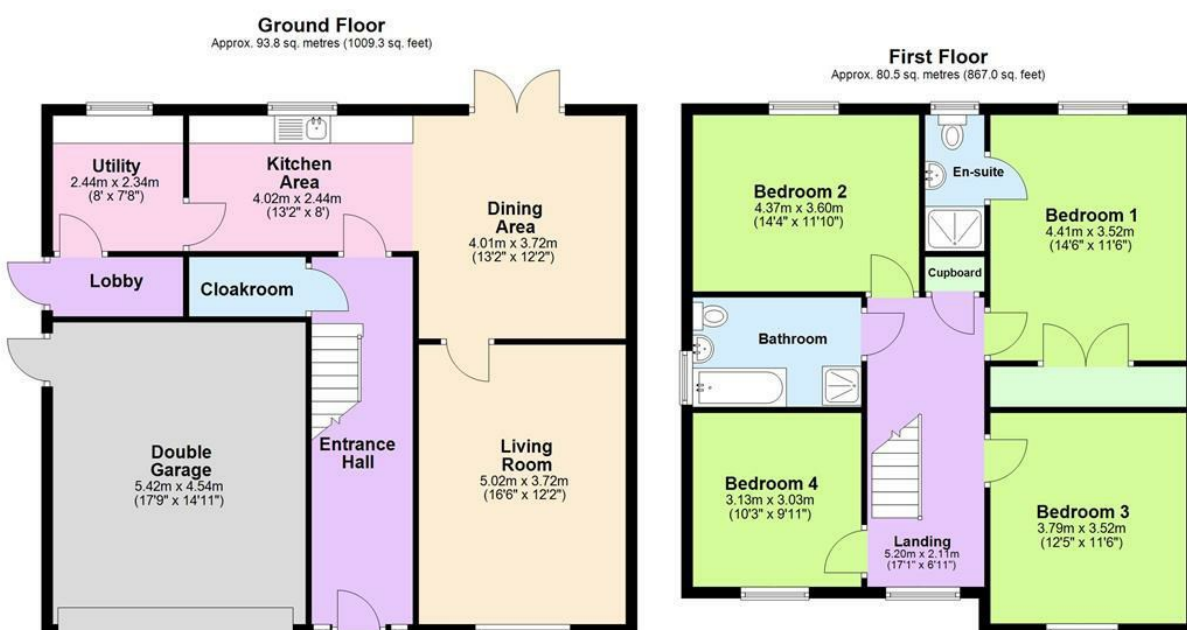 Ground Floor
Approx. 93.8 sq. metres (1009.3 sq. feet)
Utility
2.44m x 2.34m
(8' x 7'8")
Kitchen
Area
4.02m x 2.44m
(13'2" x 8')
Dining
Area
4.01m x 3.72m
(13'2" x 12'2")
Lobby
Cloakroom
Double
Garage
5.42m x 4.54m
(17'9" x 14'11")
Entrance
Hall
Living
Room
5.02m x 3.72m
(16'6" x 12'2")
First Floor
Approx. 80.5 sq. metres (867.0 sq. feet)
Bedroom 2
4.37m x 3.60m
(14'4" x 11'10")
En-suite
Bedroom 1
4.41m x 3.52m
(14'6" x 11'6")
Cupboard
Bathroom
Bedroom 4
3.13m x 3.03m
(10'3" x 9'11")
Landing
5.20m x 2.11m
(17'1" x 6'11")
Bedroom 3
3.79m x 3.52m
(12'5" x 11'6")